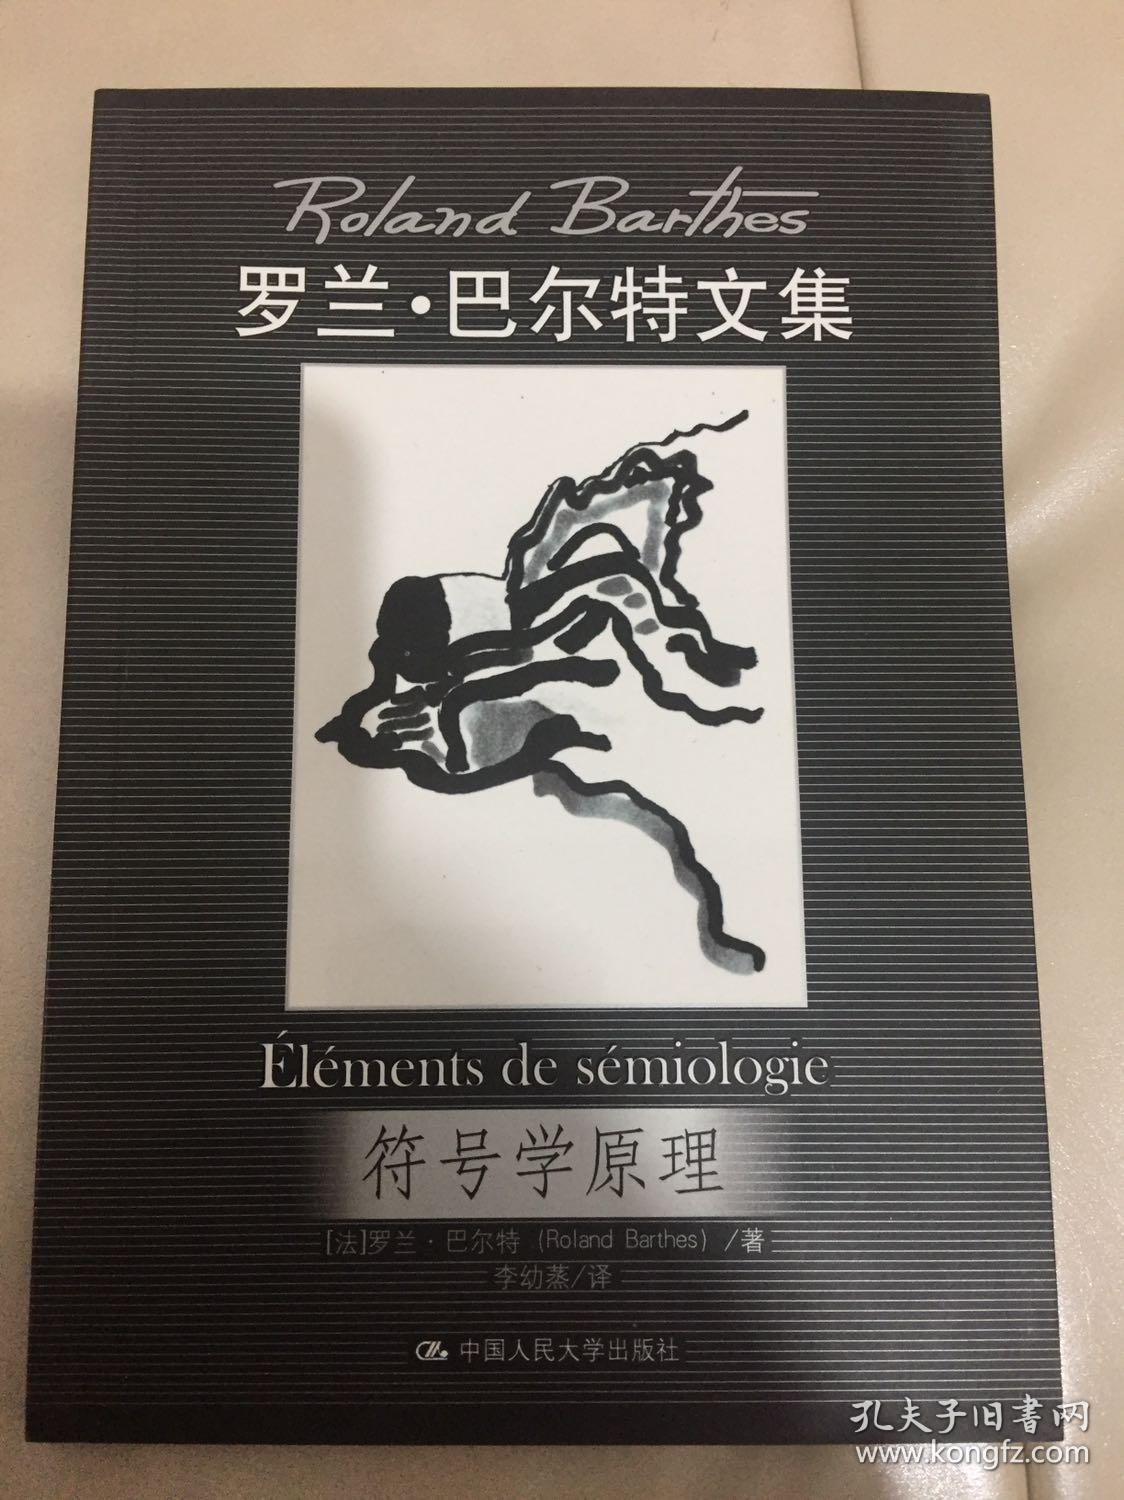 Roland Barthes
罗兰·巴尔特文集
Éléments de sémiologie
符号学原理
[法]罗兰·巴尔特 (Roland Barthes) /著
李幼蒸/译
中国人民大学出版社
孔夫子旧书网
www.kongfz.com